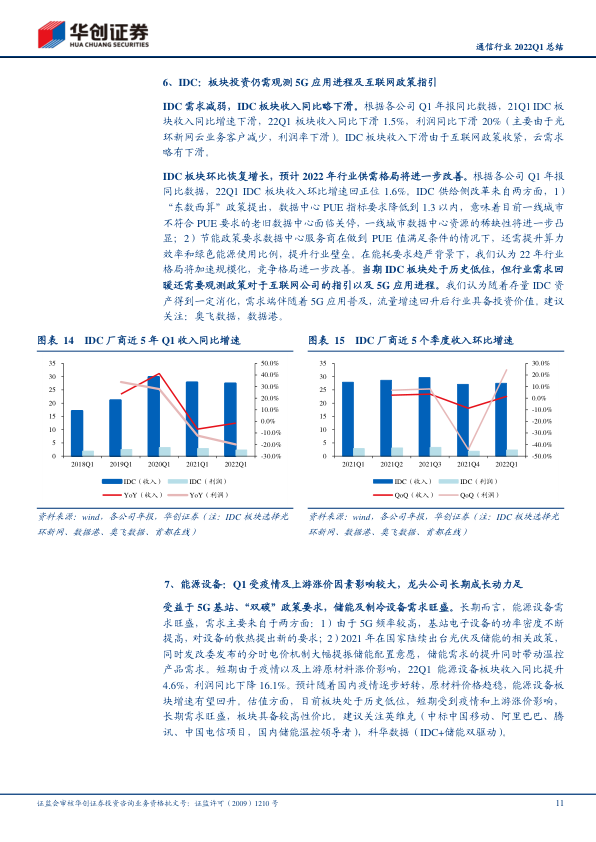 华创证券
HUA CHUANG SECURITIES
通信行业 2022Q1 总结
6、IDC：板块投资仍需观测 5G 应用进程及互联网政策指引
IDC 需求减弱，IDC 板块收入同比略下滑。根据各公司 Q1 年报同比数据，21Q1 IDC 板
块收入同比增速下滑，22Q1 板块收入同比下滑 1.5%，利润同比下滑 20%（主要由于光
环新网云业务客户减少，利润率下滑）。IDC 板块收入下滑由于互联网政策收紧，云需求
略有下滑。
IDC 板块环比恢复增长，预计 2022 年行业供需格局将进一步改善。根据各公司 Q1 年报
同比数据，22Q1 IDC 板块收入环比增速回正位 1.6%。IDC 供给侧改革来自两方面，1）
“东数西算”政策提出，数据中心 PUE 指标要求降低到 1.3 以内，意味着目前一线城市
不符合 PUE 要求的老旧数据中心面临关停，一线城市数据中心资源的稀缺性将进一步凸
显；2）节能政策要求数据中心服务商在做到 PUE 值满足条件的情况下，还需提升算力
效率和绿色能源使用比例，提升行业壁垒。在能耗要求趋严背景下，我们认为 22 年行业
格局将加速规模化，竞争格局进一步改善。当期 IDC 板块处于历史低位，但行业需求回
暖还需要观测政策对于互联网公司的指引以及 5G 应用进程。我们认为随着存量 IDC 资
产得到一定消化，需求端伴随着 5G 应用普及，流量增速回升后行业具备投资价值。建议
关注：奥飞数据，数据港。
图表 14 IDC 厂商近 5 年 Q1 收入同比增速
35
30
25
20
15
10
5
0
50.0%
40.0%
30.0%
20.0%
10.0%
0.0%
-10.0%
-20.0%
-30.0%
2018Q1 2019Q1 2020Q1 2021Q1 2022Q1
IDC（收入） IDC（利润）
YoY（收入） YoY（利润）
资料来源：wind，各公司年报，华创证券（注：IDC 板块选择光
环新网、数据港、奥飞数据、首都在线）
图表 15 IDC 厂商近 5 个季度收入环比增速
35
30
25
20
15
10
5
0
30.0%
20.0%
10.0%
0.0%
-10.0%
-20.0%
-30.0%
-40.0%
-50.0%
2021Q1 2021Q2 2021Q3 2021Q4 2022Q1
IDC（收入） IDC（利润）
QoQ（收入） QoQ（利润）
资料来源：wind，各公司年报，华创证券（注：IDC 板块选择光
环新网、数据港、奥飞数据、首都在线）
7、能源设备：Q1 受疫情及上游涨价因素影响较大，龙头公司长期成长动力足
受益于 5G 基站、“双碳”政策要求，储能及制冷设备需求旺盛。长期而言，能源设备需
求旺盛，需求主要来自于两方面：1）由于 5G 频率较高，基站电子设备的功率密度不断
提高，对设备的散热提出新的要求；2）2021 年在国家陆续出台光伏及储能的相关政策，
同时发改委发布的分时电价机制大幅提振储能配置意愿，储能需求的提升同时带动温控
产品需求。短期由于疫情以及上游原材料涨价影响，22Q1 能源设备板块收入同比提升
4.6%，利润同比下降 16.1%。预计随着国内疫情逐步好转，原材料价格趋稳，能源设备板
块增速有望回升。估值方面，目前板块处于历史低位，短期受到疫情和上游涨价影响，
长期需求旺盛，板块具备较高性价比。建议关注英维克（中标中国移动、阿里巴巴、腾
讯、中国电信项目，国内储能温控领导者），科华数据（IDC+储能双驱动）。
证监会审核华创证券投资咨询业务资格批文号：证监许可（2009）1210 号
11